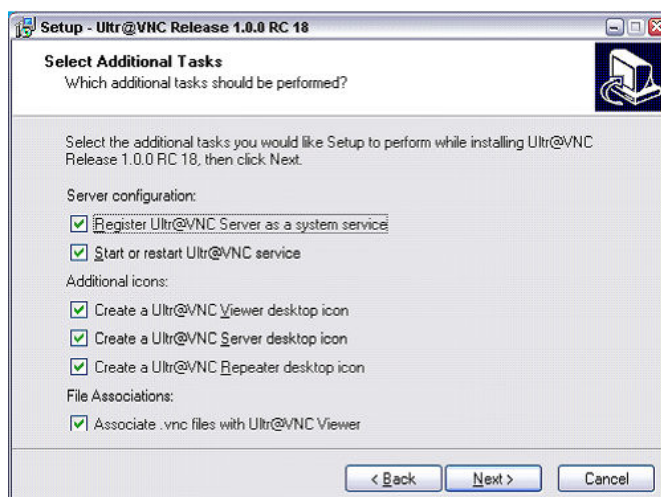 Setup - Ultr@VNC Release 1.0.0 RC 18
Select Additional Tasks
Which additional tasks should be performed?
Select the additional tasks you would like Setup to perform while installing Ultr@VNC
Release 1.0.0 RC 18, then click Next.
Server configuration:
Register Ultr@VNC Server as a system service
Start or restart Ultr@VNC service
Additional icons:
Create a Ultr@VNC Viewer desktop icon
Create a Ultr@VNC Server desktop icon
Create a Ultr@VNC Repeater desktop icon
File Associations:
Associate .vnc files with Ultr@VNC Viewer
< Back Next > Cancel